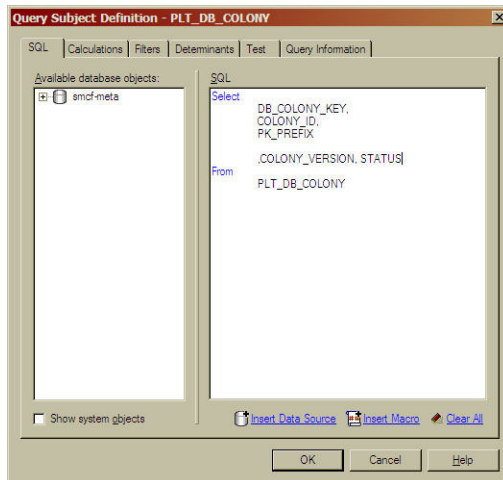 Query Subject Definition - PLT_DB_COLONY
SQL Calculations Filters Determinants Test Query Information
Available database objects:
smcf-meta
SQL
Select
DB_COLONY_KEY,
COLONY_ID,
PK_PREFIX
,COLONY_VERSION, STATUS
From
PLT_DB_COLONY
Show system objects
Insert Data Source Insert Macro Clear All
OK Cancel Help